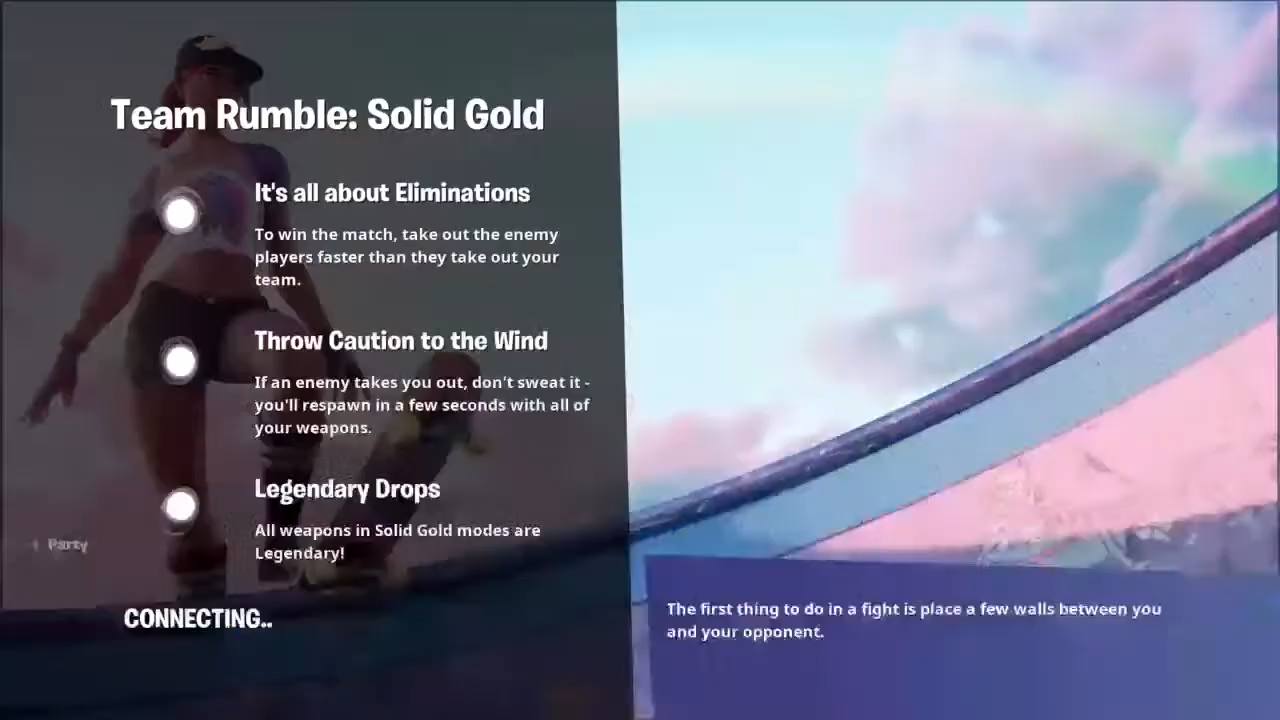 Team Rumble: Solid Gold
It's all about Eliminations
To win the match, take out the enemy
players faster than they take out your
team.
Throw Caution to the Wind
If an enemy takes you out, don't sweat it -
you'll respawn in a few seconds with all of
your weapons.
Legendary Drops
All weapons in Solid Gold modes are
Legendary!
Party
CONNECTING..
The first thing to do in a fight is place a few walls between you
and your opponent.